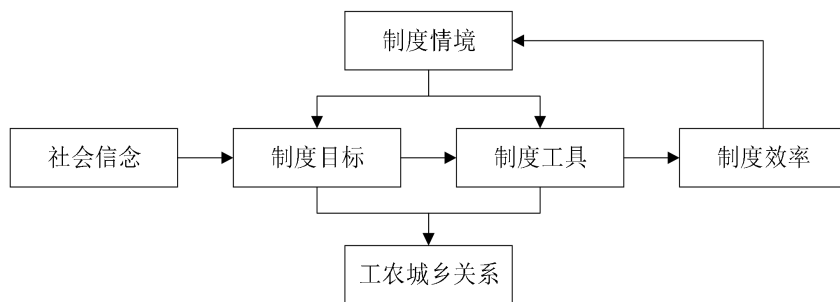 制度情境
社会信念
制度目标
制度工具
制度效率
工农城乡关系